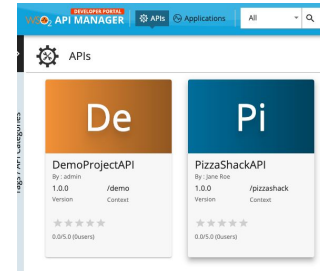 DEVELOPER PORTAL
WSO2 API MANAGER
APIs
Applications
All
APIs
Tags / API Categories
De
Pi
DemoProjectAPI
By : admin
1.0.0 /demo
Version Context
0.0/5.0 (0users)
PizzaShackAPI
By : Jane Roe
1.0.0 /pizzashack
Version Context
0.0/5.0 (0users)